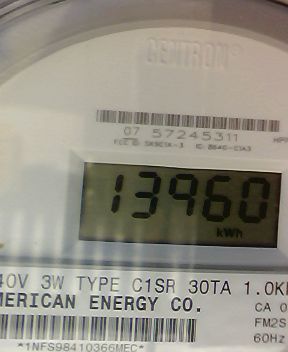 CENTRON®
07 57245311
13960
kWh
40V 3W TYPE C1SR 30TA 1.0K
MERICAN ENERGY CO.
CA 0
FM2S
60Hz
*1NFS98410366MEC*